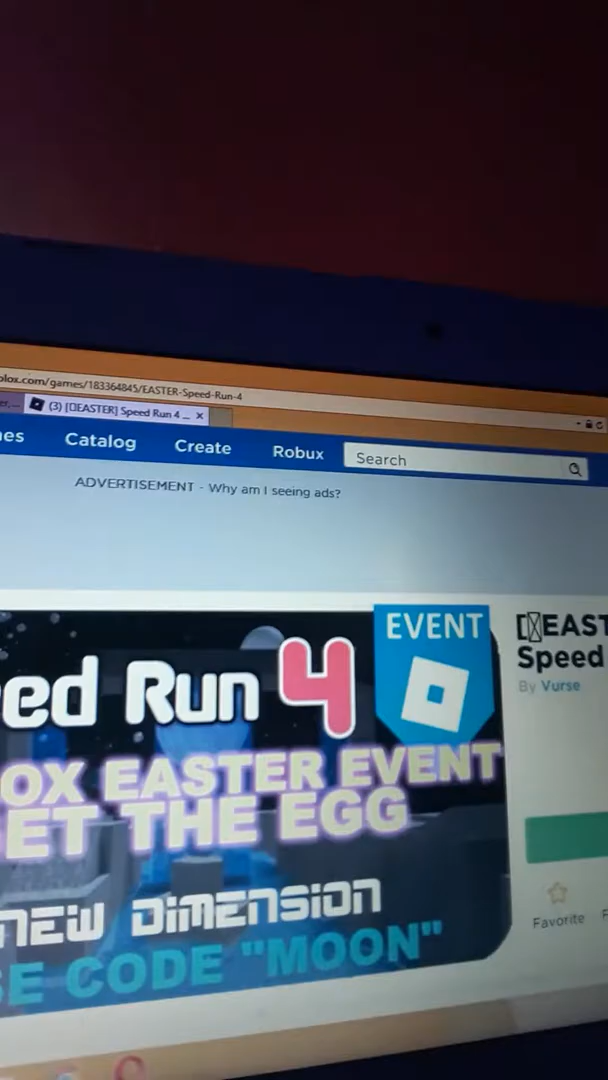 olox.com/games/183364845/EASTER-Speed-Run-4
(3) [▯EASTER] Speed Run 4 _ ×
es Catalog Create Robux Search
ADVERTISEMENT - Why am I seeing ads?
ed Run 4
EVENT
OX EASTER EVENT
ET THE EGG
NEW DIMENSION
SE CODE "MOON"
[▯EAST
Speed
By Vurse
Favorite F